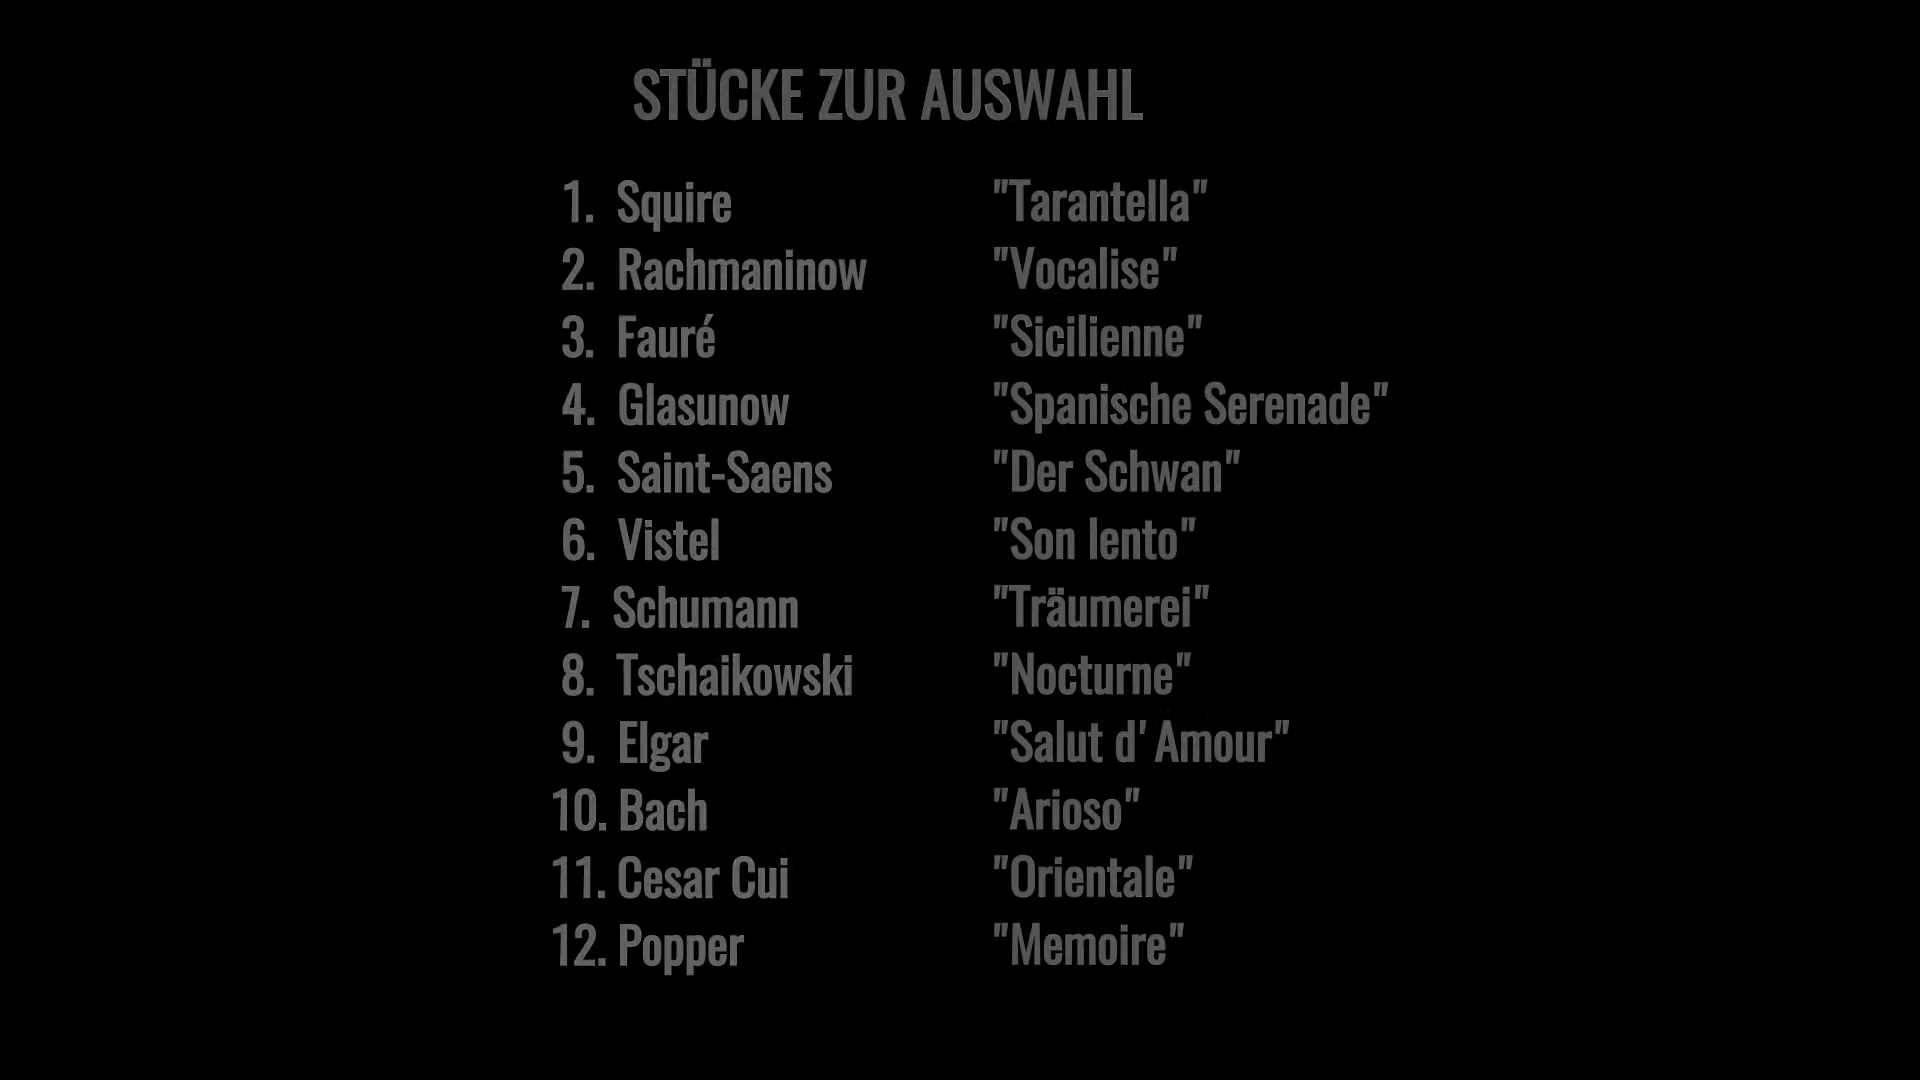 STÜCKE ZUR AUSWAHL
1. Squire "Tarantella"
2. Rachmaninow "Vocalise"
3. Fauré "Sicilienne"
4. Glasunow "Spanische Serenade"
5. Saint-Saens "Der Schwan"
6. Vistel "Son lento"
7. Schumann "Träumerei"
8. Tschaikowski "Nocturne"
9. Elgar "Salut d' Amour"
10. Bach "Arioso"
11. Cesar Cui "Orientale"
12. Popper "Memoire"